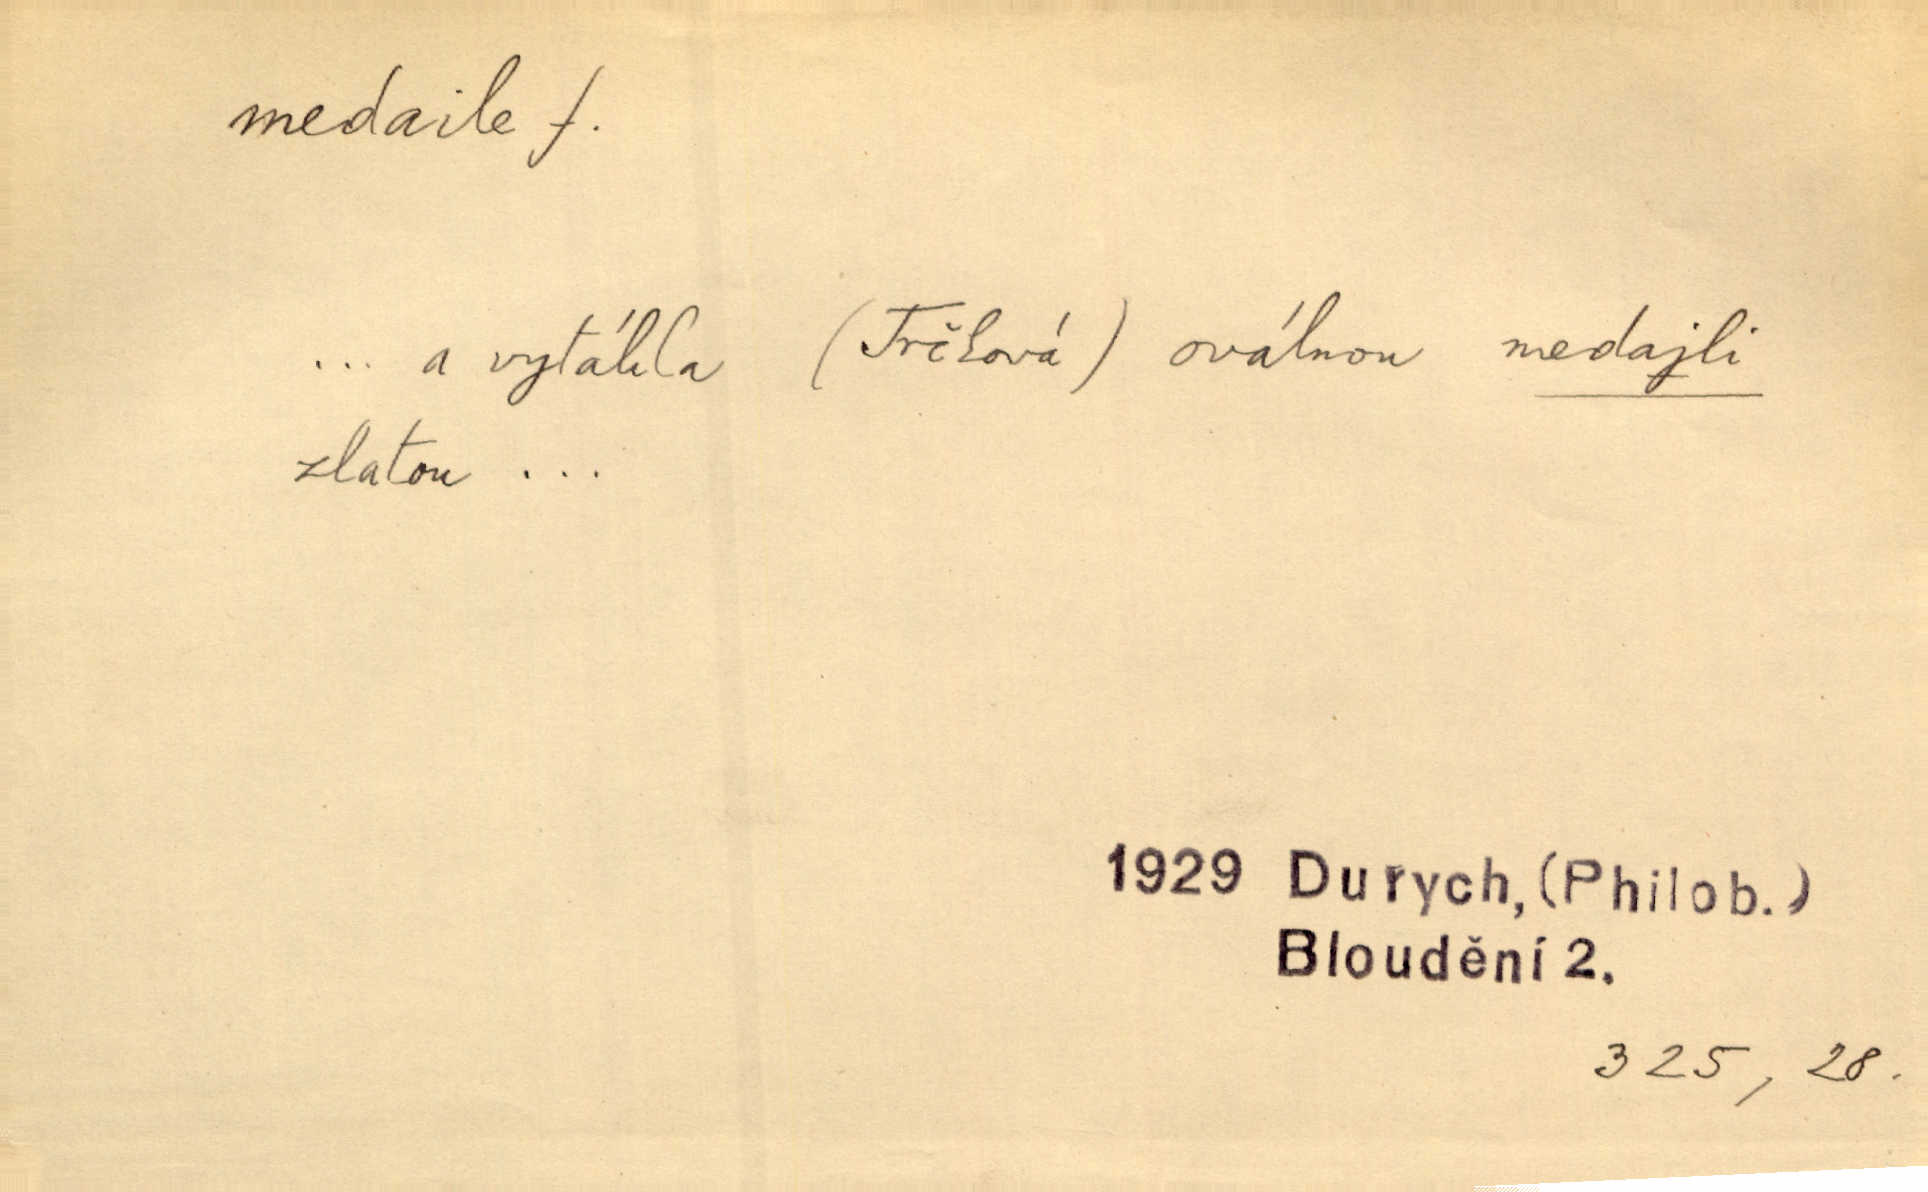 medaile f.
... a vytáhla (Trčková) oválnou medajli
zlatou ...
1929 Durych, (Philob.)
Bloudění 2.
325, 28.